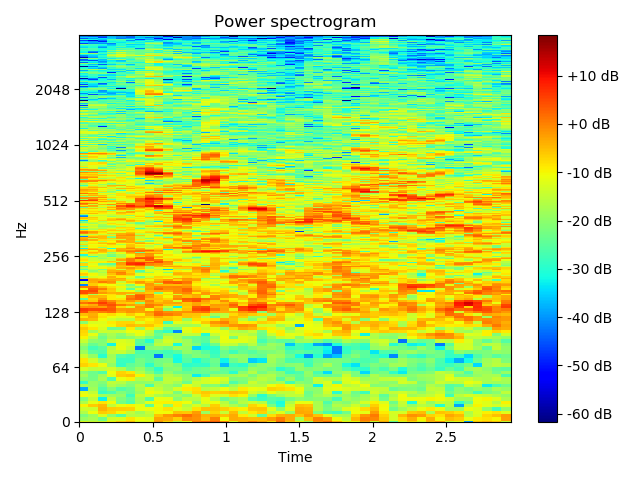 Power spectrogram
Hz
2048
1024
512
256
128
64
0
0
0.5
1
1.5
2
2.5
Time
+10 dB
+0 dB
-10 dB
-20 dB
-30 dB
-40 dB
-50 dB
-60 dB